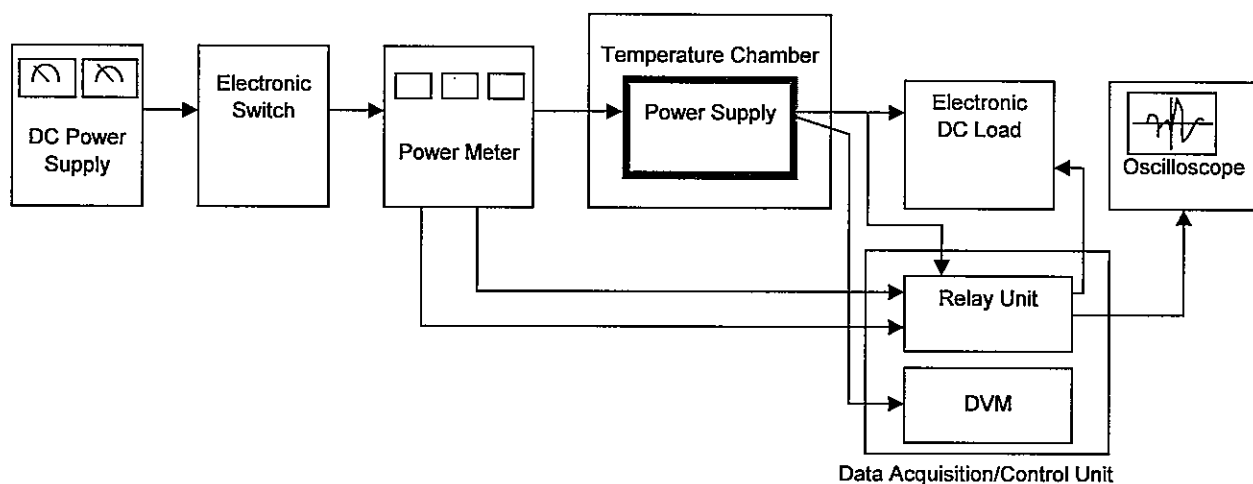 DC Power
Supply
Electronic
Switch
Power Meter
Temperature Chamber
Power Supply
Electronic
DC Load
Oscilloscope
Relay Unit
DVM
Data Acquisition/Control Unit